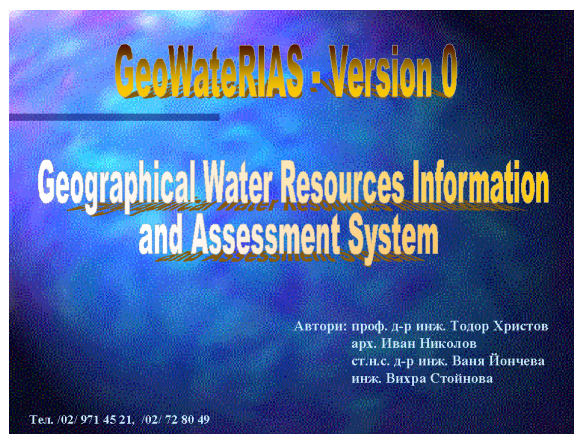 GeoWateRIAS - Version 0
Geographical Water Resources Information
and Assessment System
Автори: проф. д-р инж. Тодор Христов
арх. Иван Николов
ст.н.с. д-р инж. Ваня Йончева
инж. Вихра Стойнова
Тел. /02/ 971 45 21, /02/ 72 80 49